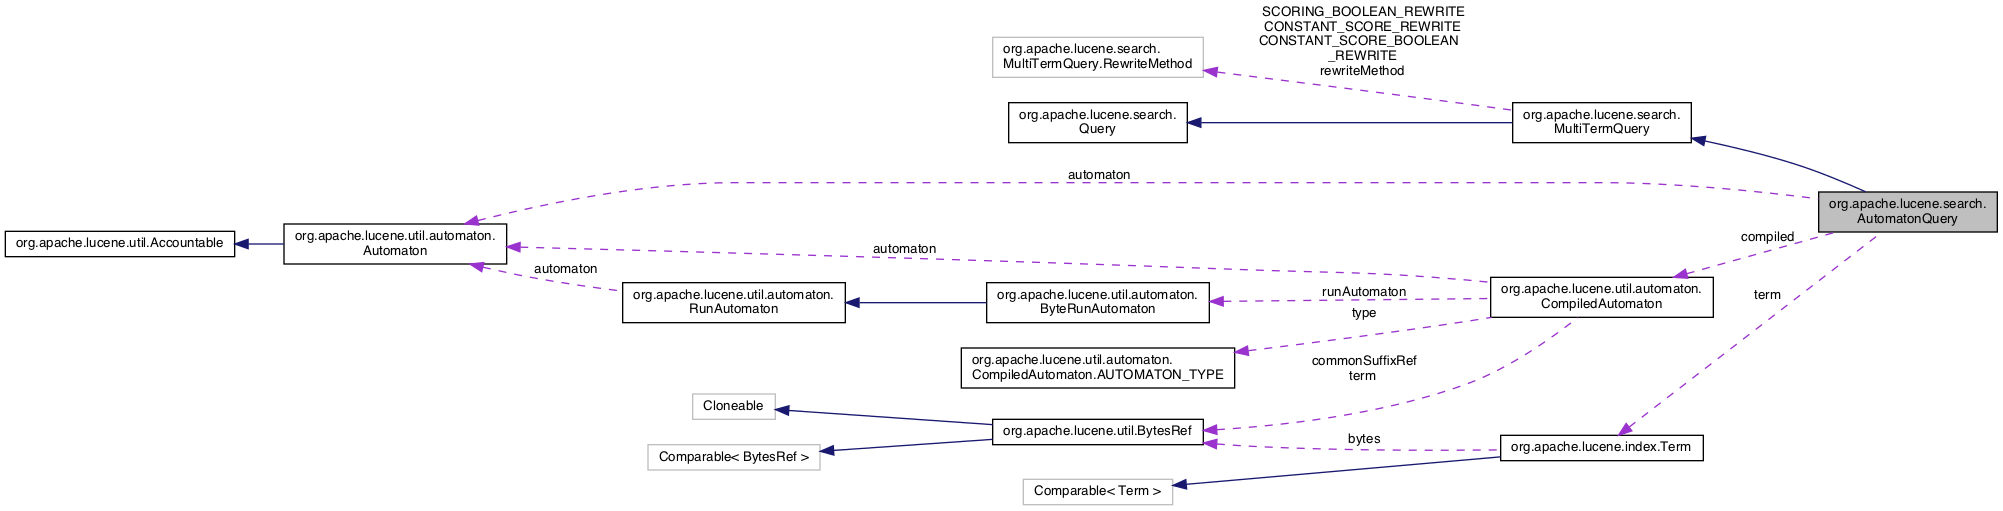 SCORING_BOOLEAN_REWRITE
CONSTANT_SCORE_REWRITE
CONSTANT_SCORE_BOOLEAN
_REWRITE
rewriteMethod
org.apache.lucene.search.
MultiTermQuery.RewriteMethod
org.apache.lucene.search.
Query
org.apache.lucene.search.
MultiTermQuery
automaton
org.apache.lucene.search.
AutomatonQuery
org.apache.lucene.util.Accountable
org.apache.lucene.util.automaton.
Automaton
automaton
compiled
automaton
org.apache.lucene.util.automaton.
RunAutomaton
org.apache.lucene.util.automaton.
ByteRunAutomaton
runAutomaton
type
org.apache.lucene.util.automaton.
CompiledAutomaton
term
org.apache.lucene.util.automaton.
CompiledAutomaton.AUTOMATON_TYPE
commonSuffixRef
term
Cloneable
org.apache.lucene.util.BytesRef
bytes
org.apache.lucene.index.Term
Comparable< BytesRef >
Comparable< Term >